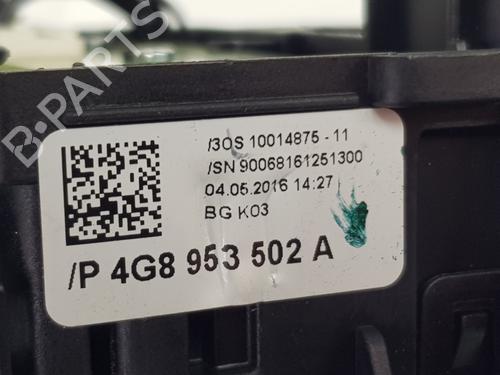 /3OS 10014875 - 11
/SN 90068161251300
04.05.2016 14:27
BG K03
/P 4G8 953 502 A
B-PARTS